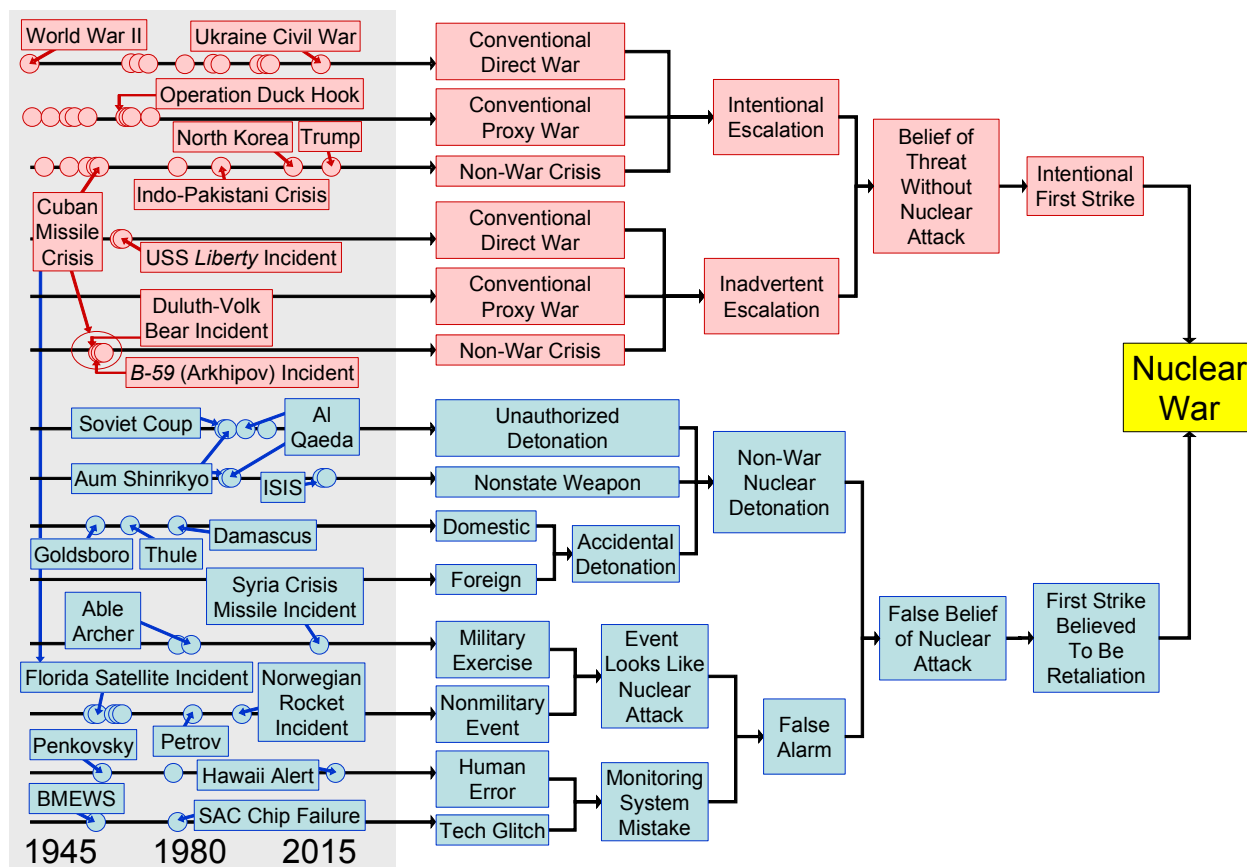 World War II
Ukraine Civil War
Operation Duck Hook
North Korea
Trump
Indo-Pakistani Crisis
Cuban
Missile
Crisis
USS Liberty Incident
Duluth-Volk
Bear Incident
B-59 (Arkhipov) Incident
Soviet Coup
Al
Qaeda
Aum Shinrikyo
ISIS
Goldsboro
Thule
Damascus
Syria Crisis
Missile Incident
Able
Archer
Florida Satellite Incident
Norwegian
Rocket
Incident
Petrov
Penkovsky
Hawaii Alert
BMEWS
SAC Chip Failure
1945
1980
2015
Conventional
Direct War
Conventional
Proxy War
Non-War Crisis
Conventional
Direct War
Conventional
Proxy War
Non-War Crisis
Unauthorized
Detonation
Nonstate Weapon
Domestic
Foreign
Accidental
Detonation
Military
Exercise
Nonmilitary
Event
Human
Error
Tech Glitch
Event
Looks Like
Nuclear
Attack
Monitoring
System
Mistake
Intentional
Escalation
Inadvertent
Escalation
Non-War
Nuclear
Detonation
False
Alarm
Belief of
Threat
Without
Nuclear
Attack
False Belief
of Nuclear
Attack
Intentional
First Strike
First Strike
Believed
To Be
Retaliation
Nuclear
War